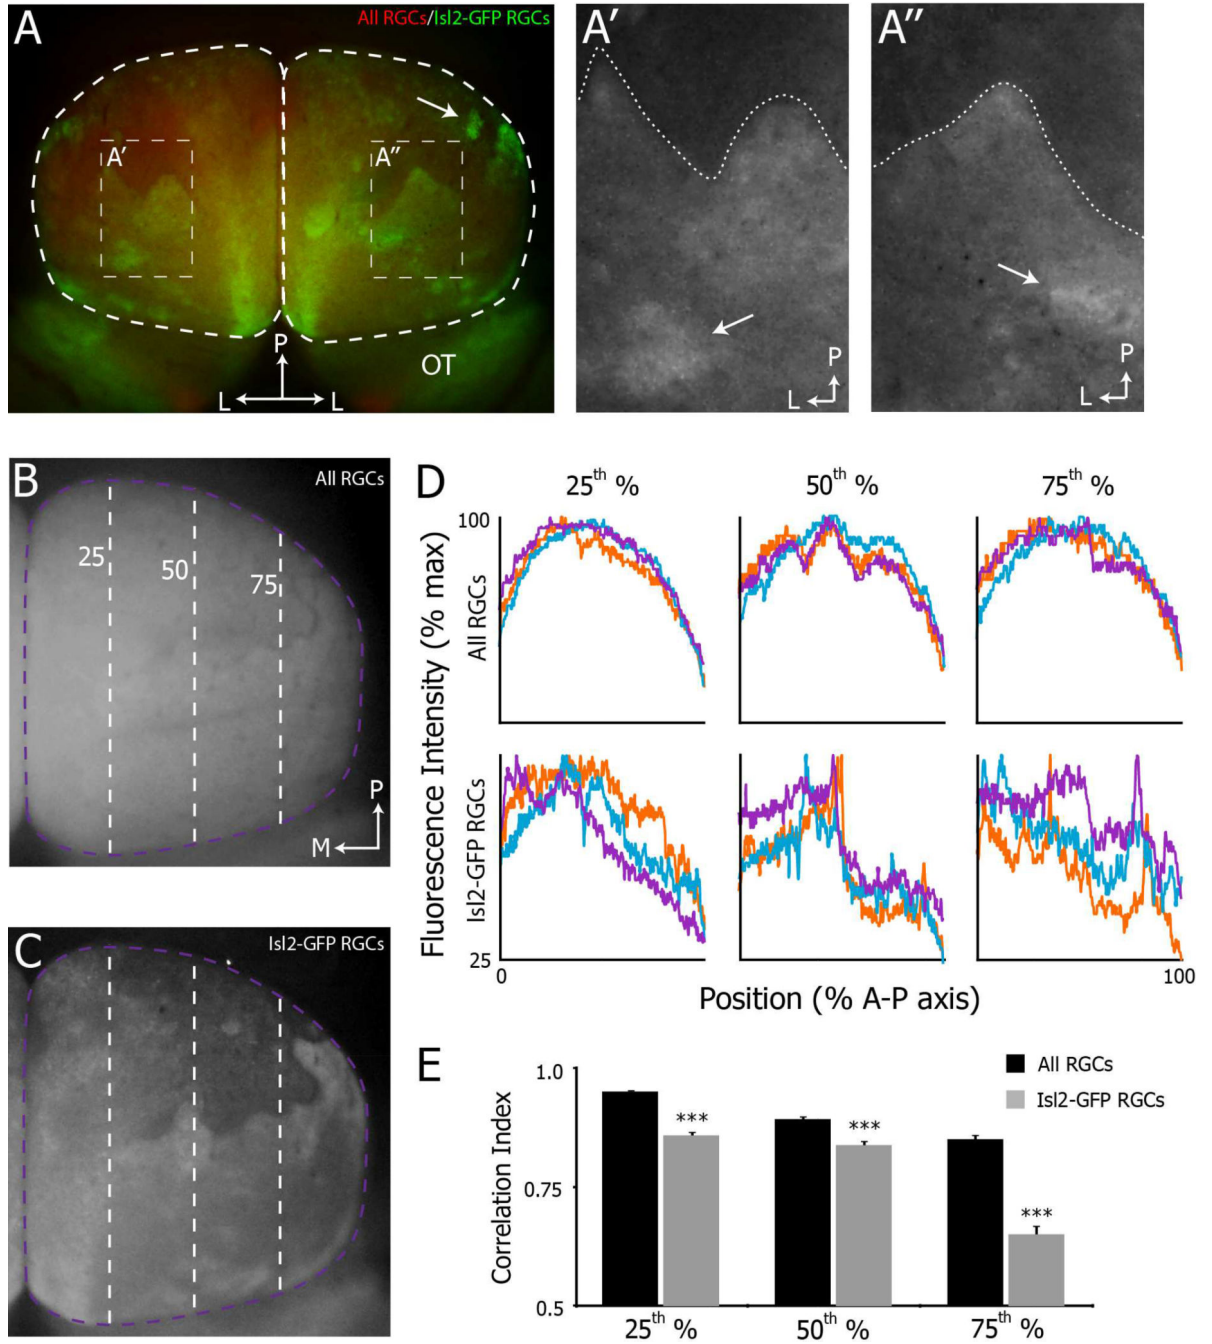 A
All RGCs/Isl2-GFP RGCs
A′
A″
P
L
L
OT
A′
P
L
A″
P
L
B
All RGCs
25
50
75
P
M
C
Isl2-GFP RGCs
D
25th %
50th %
75th %
100
All RGCs
Fluorescence Intensity (% max)
Isl2-GFP RGCs
25
0
100
Position (% A-P axis)
E
All RGCs
Isl2-GFP RGCs
1.0
0.75
0.5
Correlation Index
***
***
***
25th %
50th %
75th %